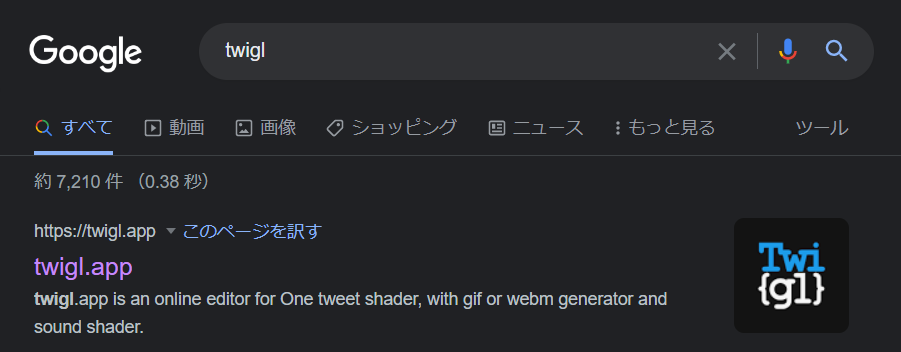 Google twigl
すべて 動画 画像 ショッピング ニュース もっと見る ツール
約 7,210 件 （0.38 秒）
https://twigl.app このページを訳す
twigl.app
twigl.app is an online editor for One tweet shader, with gif or webm generator and
sound shader.
Twi
{gl}